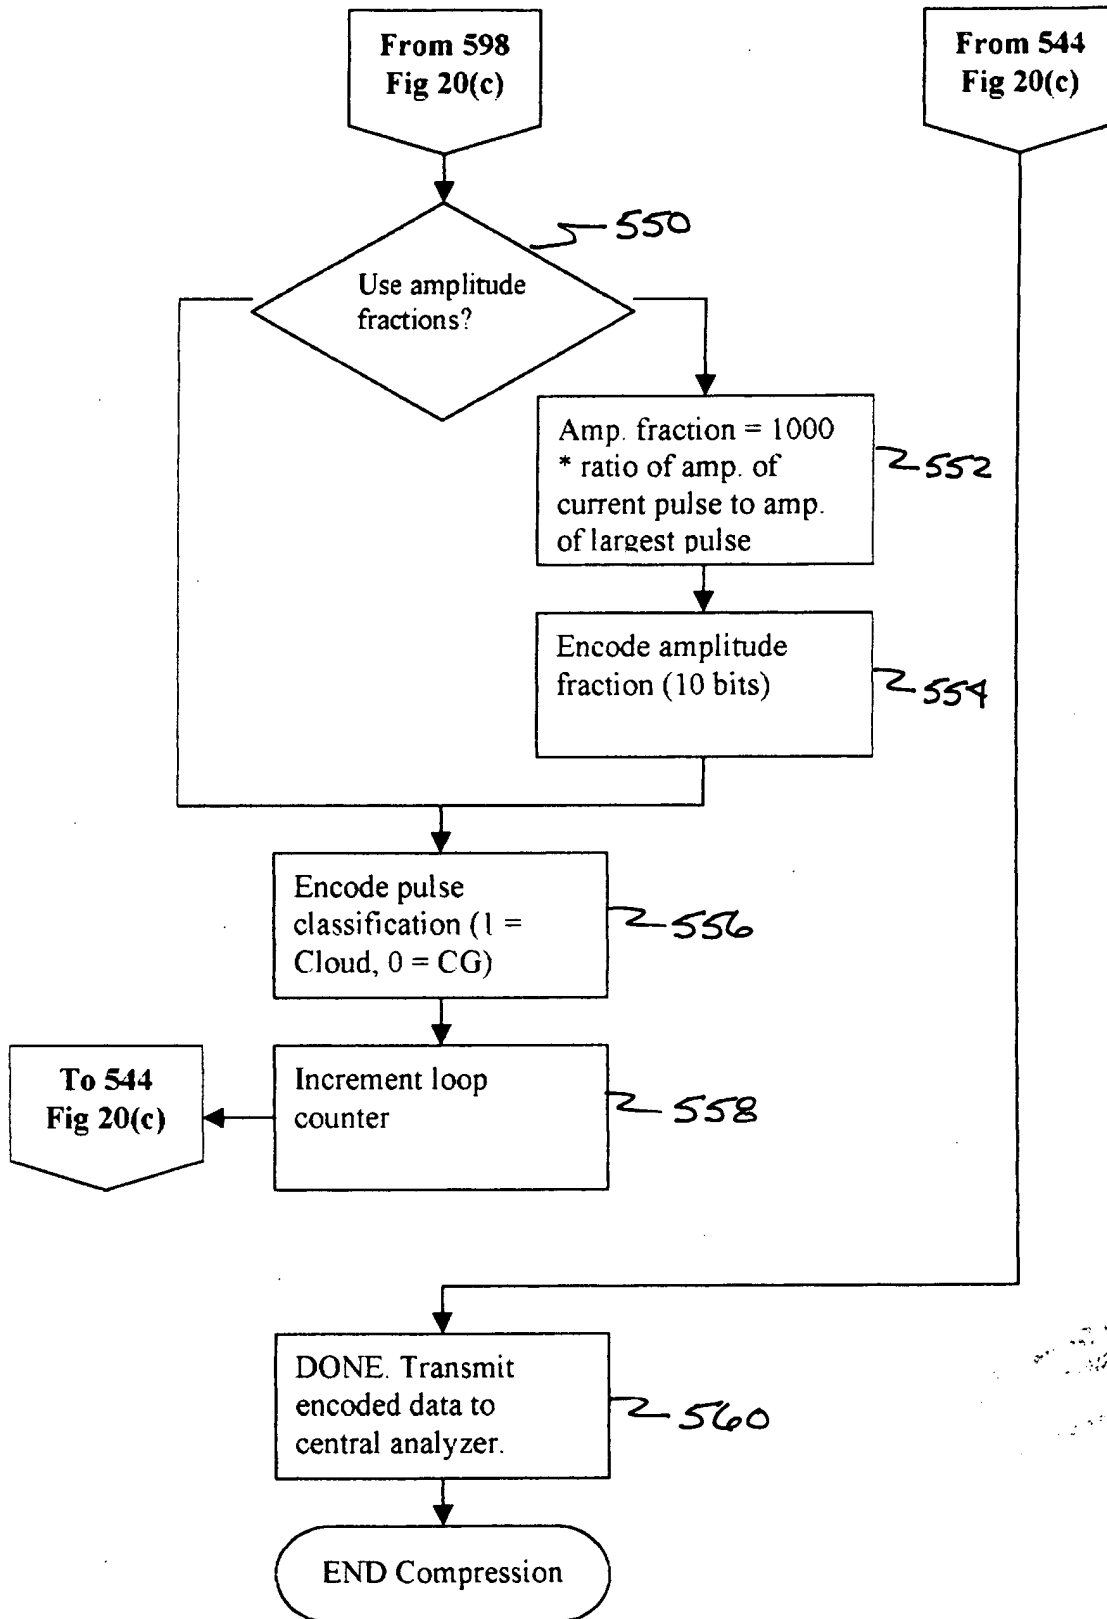 From 598
Fig 20(c)
From 544
Fig 20(c)
550
Use amplitude
fractions?
Amp. fraction = 1000
* ratio of amp. of
current pulse to amp.
of largest pulse
552
Encode amplitude
fraction (10 bits)
554
Encode pulse
classification (1 =
Cloud, 0 = CG)
556
To 544
Fig 20(c)
Increment loop
counter
558
DONE. Transmit
encoded data to
central analyzer.
560
END Compression